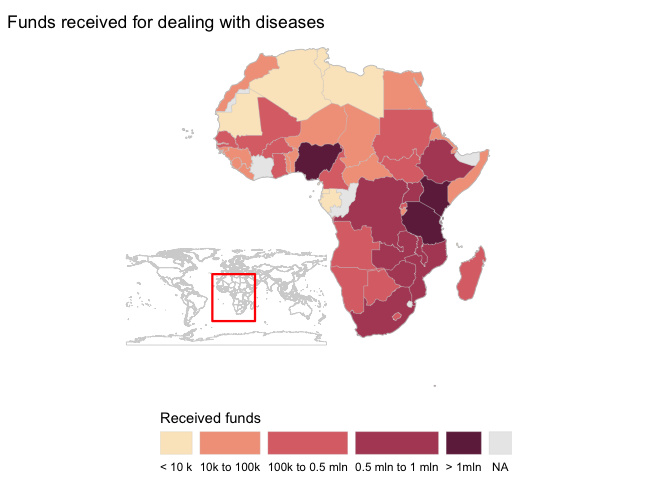 Funds received for dealing with diseases
Received funds
< 10 k 10k to 100k 100k to 0.5 mln 0.5 mln to 1 mln > 1mln NA